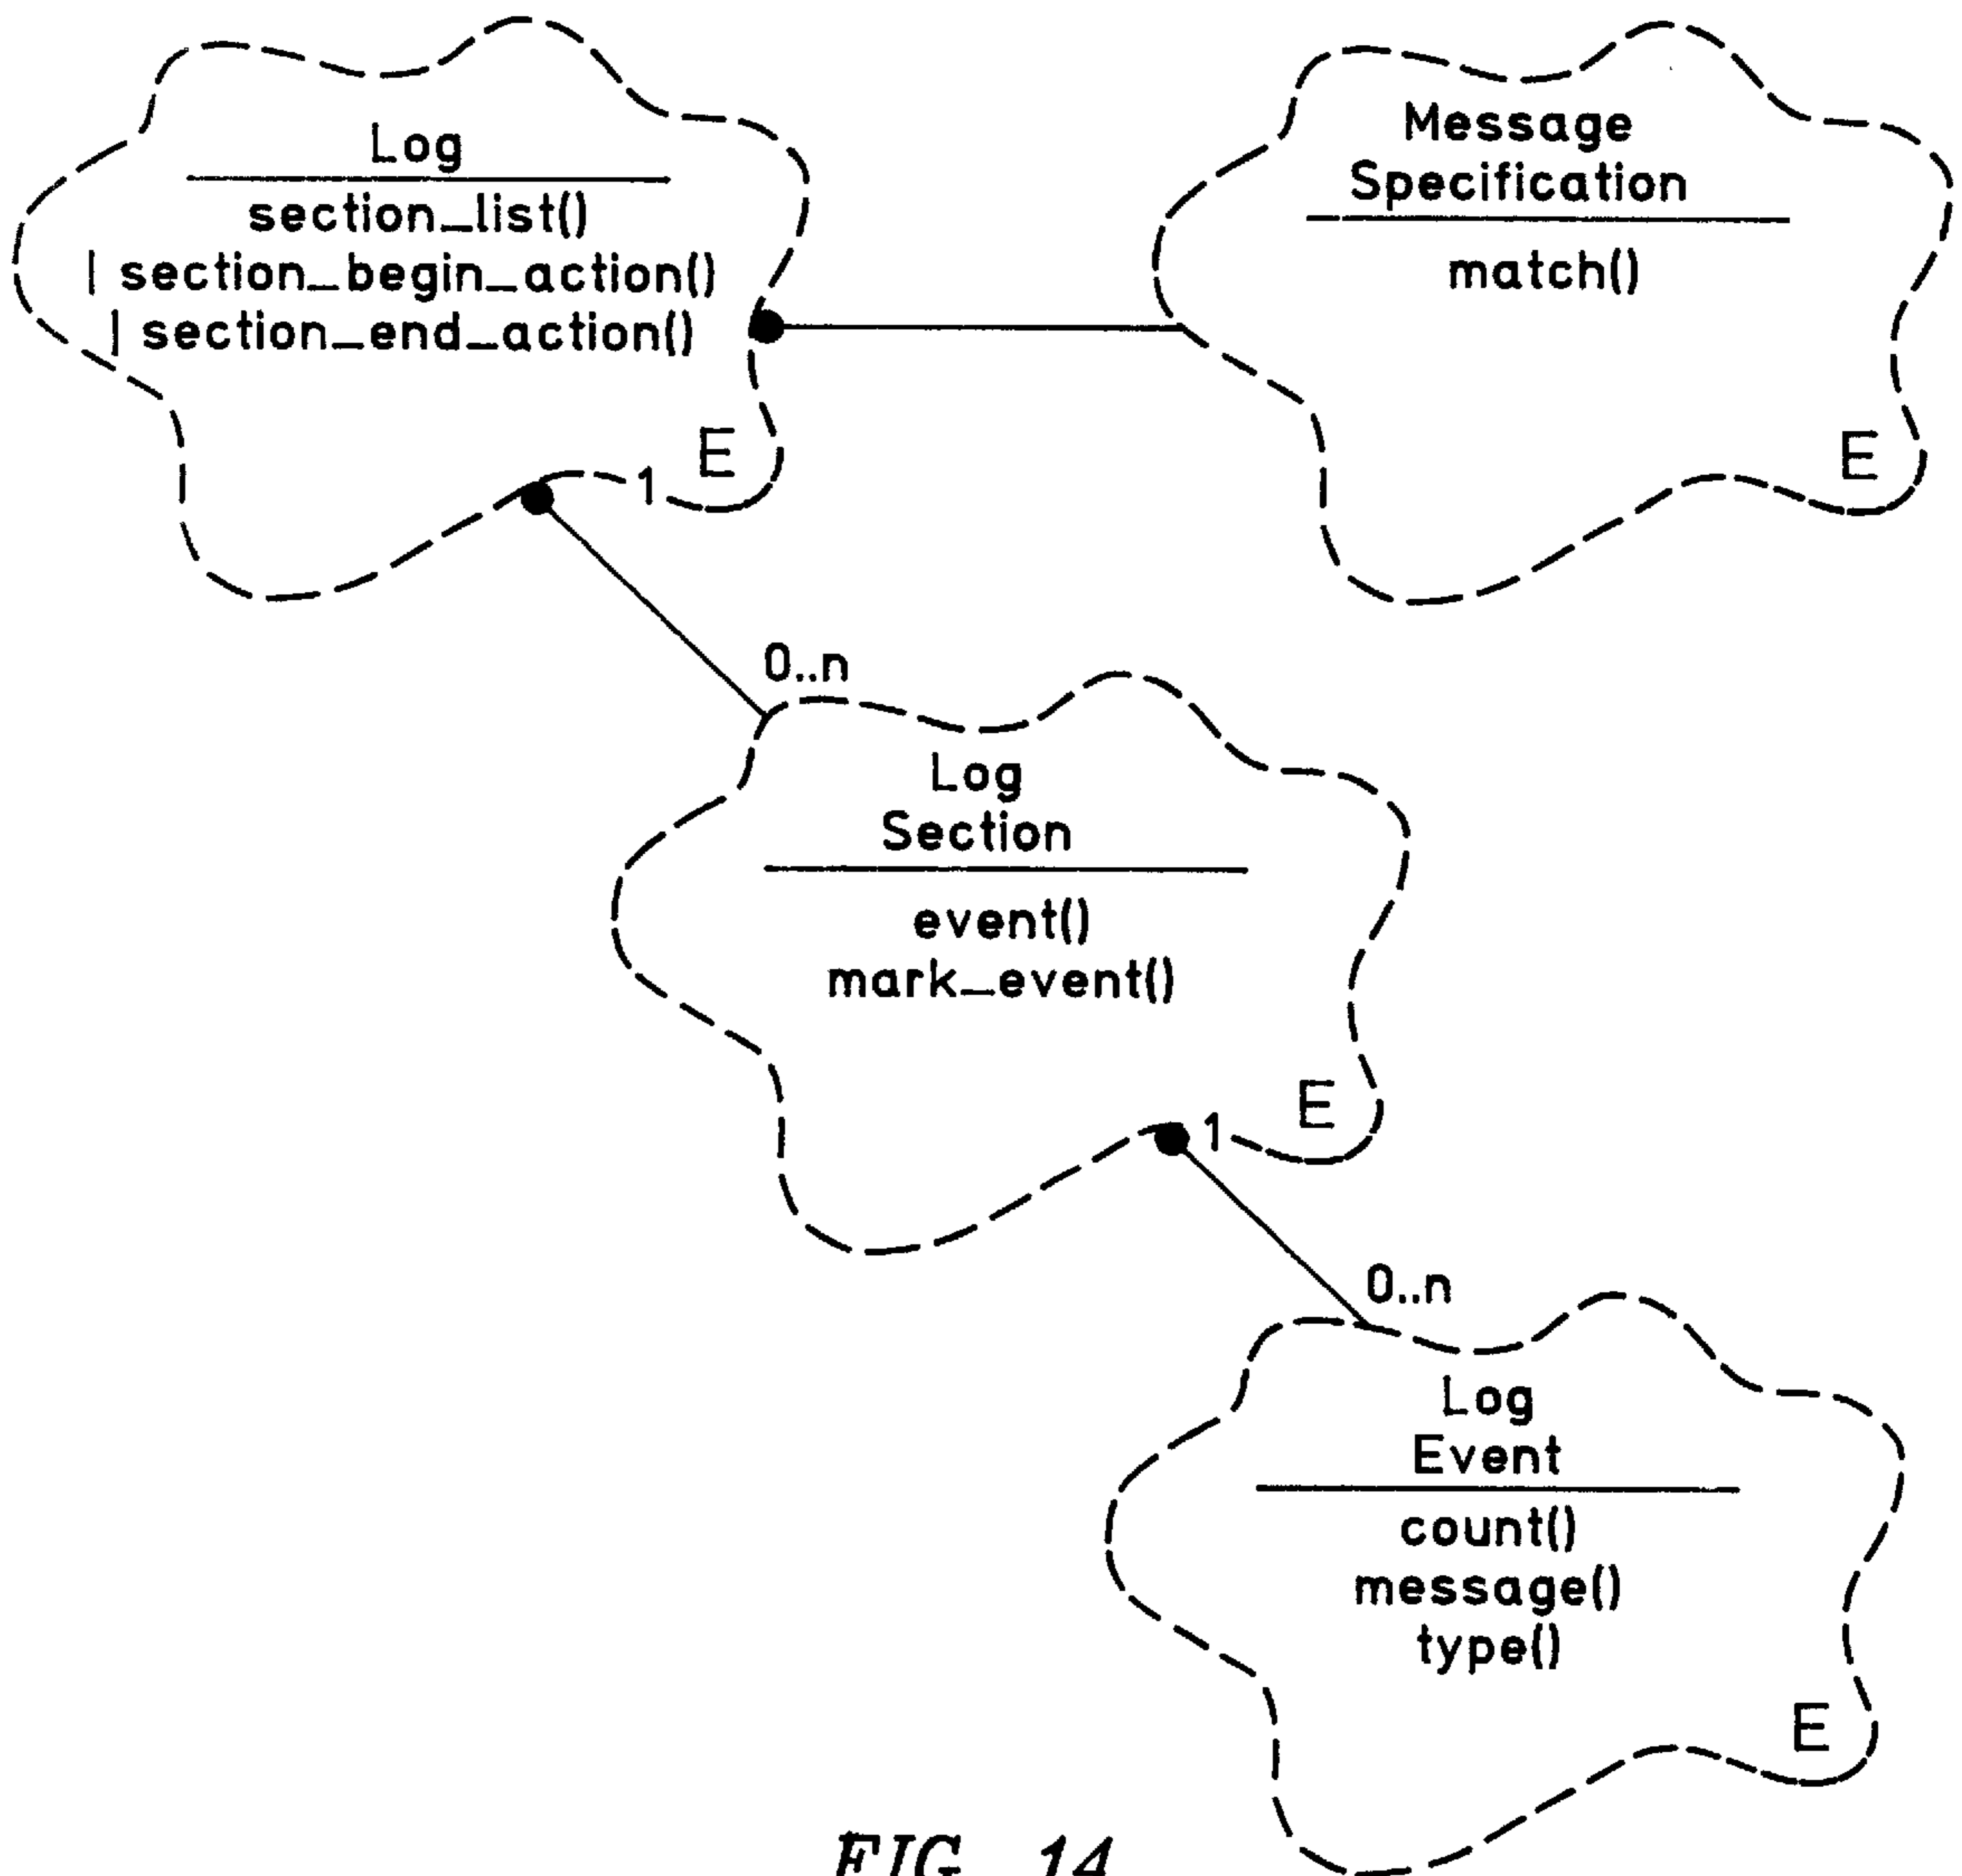 Log
section_list()
| section_begin_action()
| section_end_action()
E
1
Message
Specification
match()
E
0..n
Log
Section
event()
mark_event()
E
1
0..n
Log
Event
count()
message()
type()
E
FIG. 14